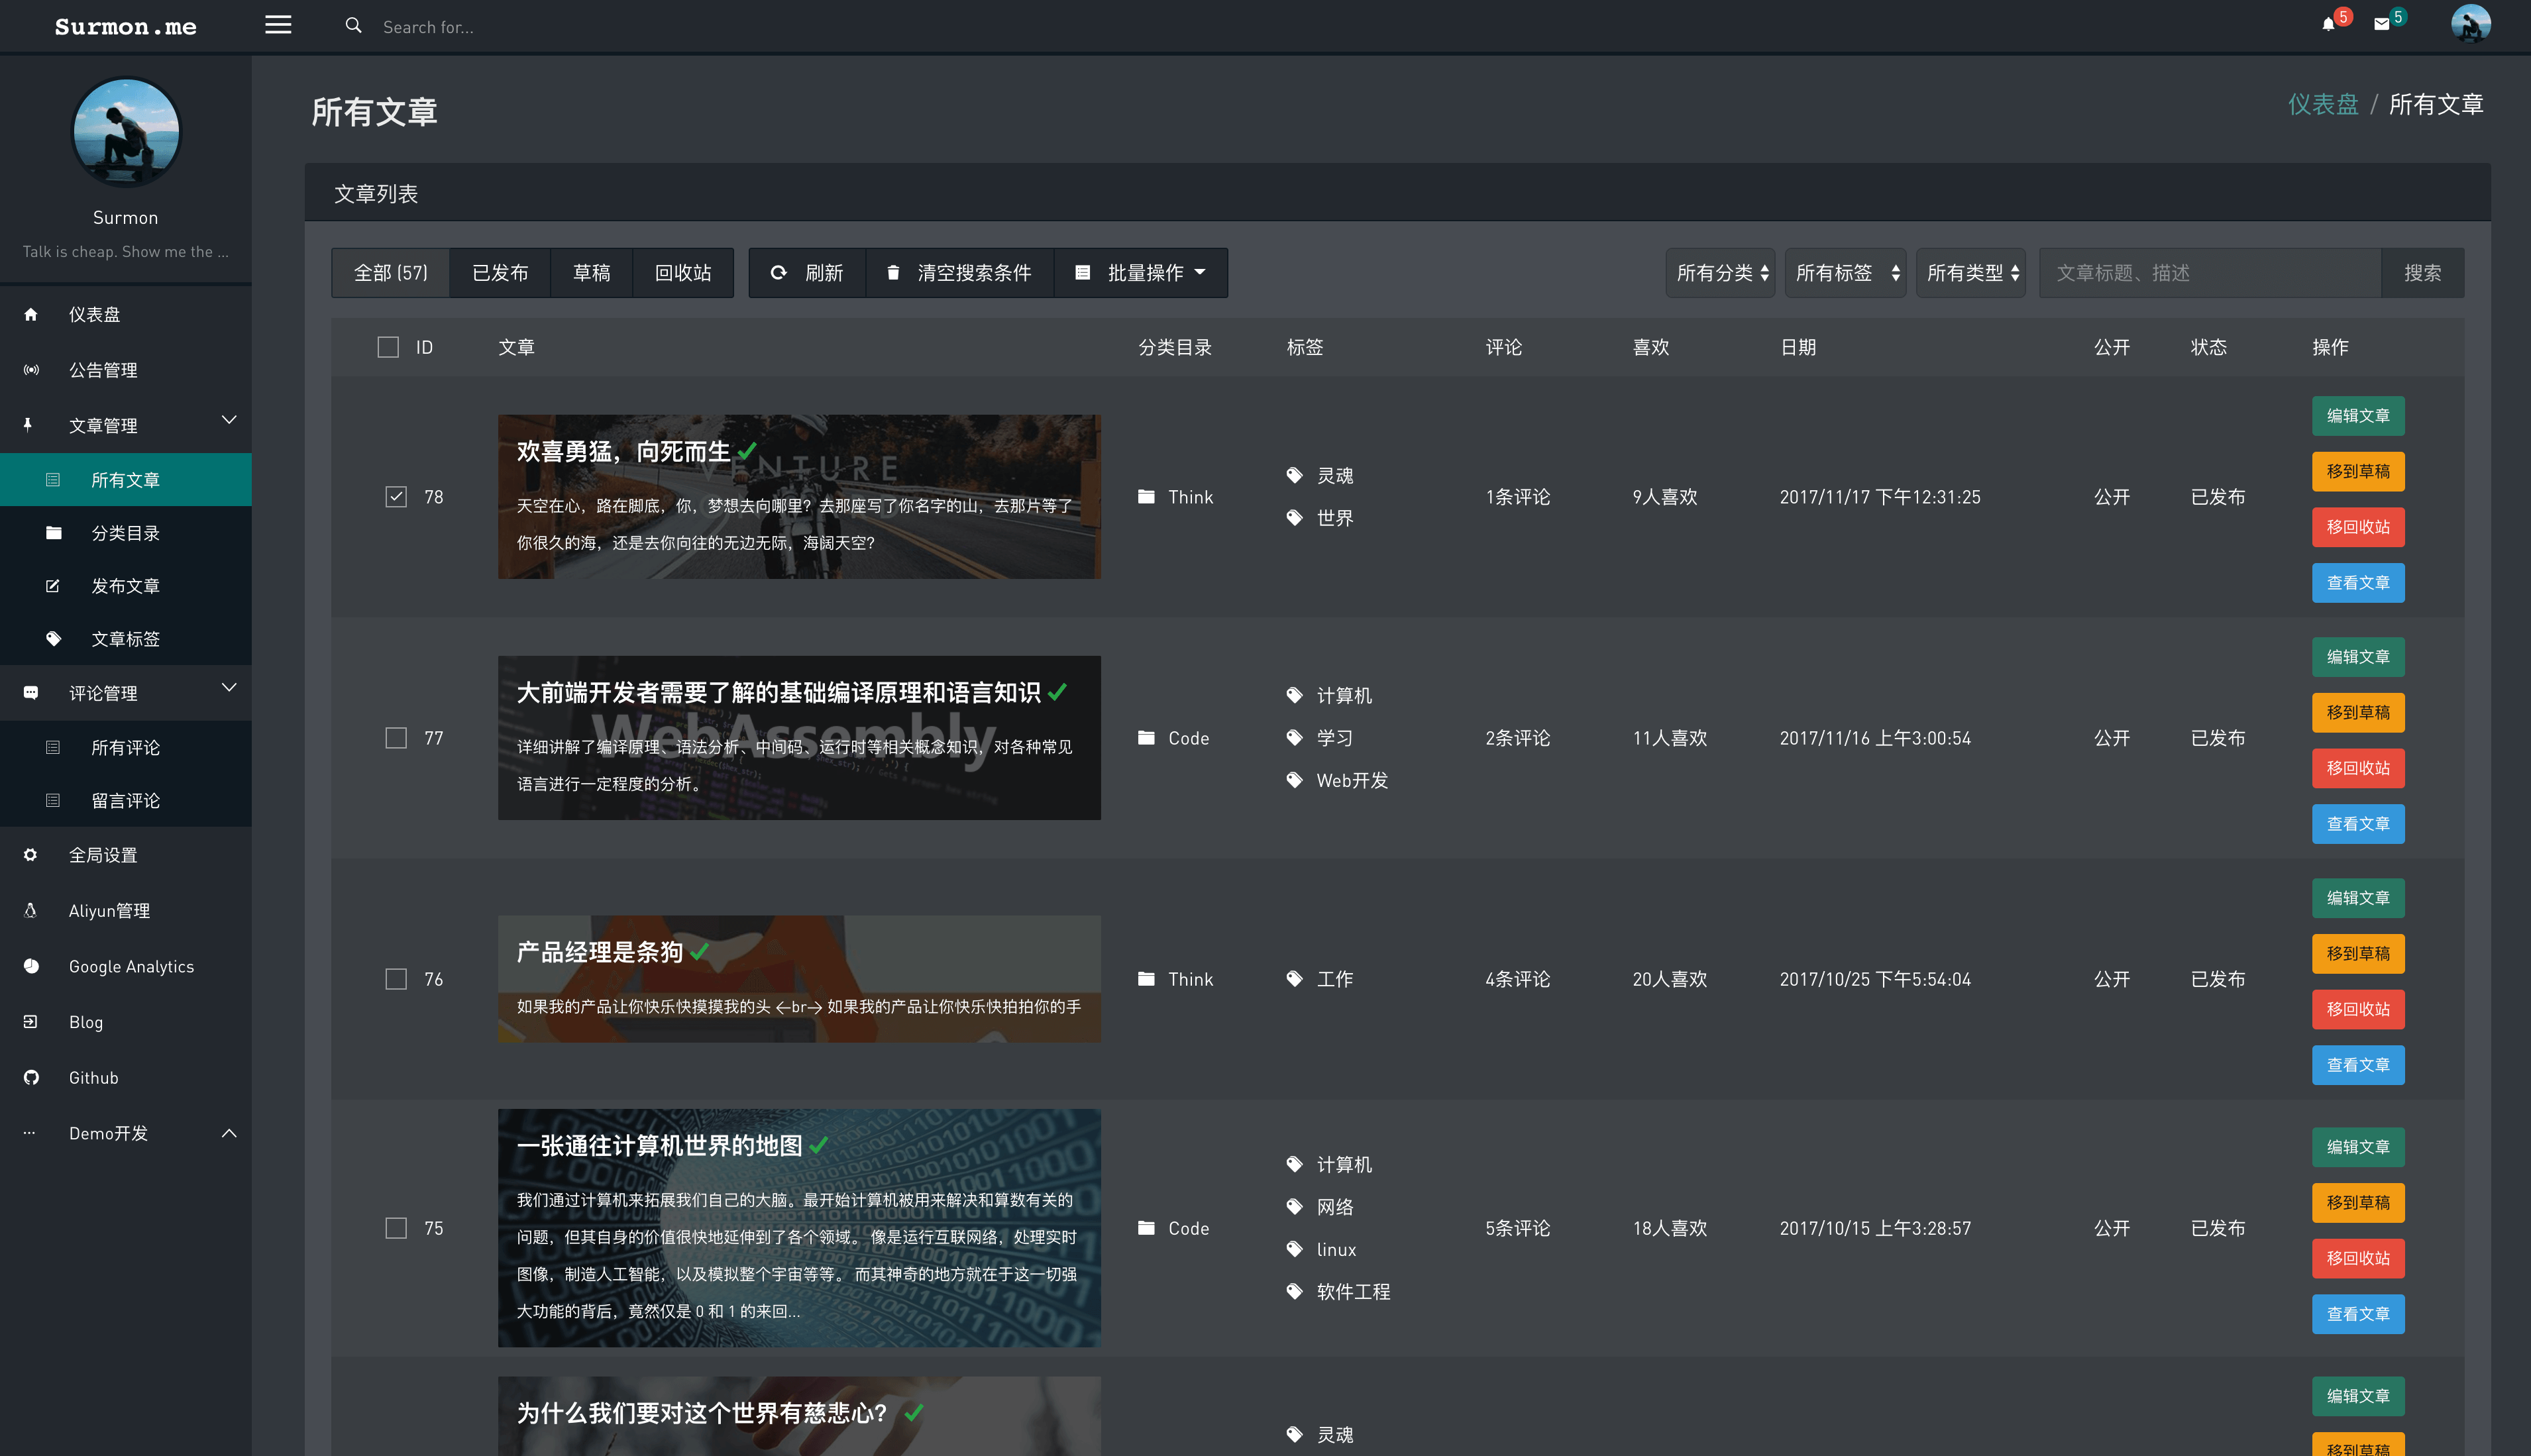 Surmon.me
Search for...
5
5
Surmon
Talk is cheap. Show me the ...
仪表盘
公告管理
文章管理
所有文章
分类目录
发布文章
文章标签
评论管理
所有评论
留言评论
全局设置
Aliyun管理
Google Analytics
Blog
Github
Demo开发
所有文章
仪表盘 / 所有文章
文章列表
全部 (57) 已发布 草稿 回收站 刷新 清空搜索条件 批量操作 所有分类 所有标签 所有类型 文章标题、描述 搜索
ID 文章 分类目录 标签 评论 喜欢 日期 公开 状态 操作
78
欢喜勇猛，向死而生
VENTURE
天空在心，路在脚底，你，梦想去向哪里？去那座写了你名字的山，去那片等了
你很久的海，还是去你向往的无边无际，海阔天空？
Think
灵魂
世界
1条评论
9人喜欢
2017/11/17 下午12:31:25
公开
已发布
编辑文章
移到草稿
移回收站
查看文章
77
大前端开发者需要了解的基础编译原理和语言知识
WebAssembly
详细讲解了编译原理、语法分析、中间码、运行时等相关概念知识，对各种常见
语言进行一定程度的分析。
Code
计算机
学习
Web开发
2条评论
11人喜欢
2017/11/16 上午3:00:54
公开
已发布
编辑文章
移到草稿
移回收站
查看文章
76
产品经理是条狗
如果我的产品让你快乐快摸摸我的头 <-br-> 如果我的产品让你快乐快拍拍你的手
Think
工作
4条评论
20人喜欢
2017/10/25 下午5:54:04
公开
已发布
编辑文章
移到草稿
移回收站
查看文章
75
一张通往计算机世界的地图
我们通过计算机来拓展我们自己的大脑。最开始计算机被用来解决和算数有关的
问题，但其自身的价值很快地延伸到了各个领域。 像是运行互联网络，处理实时
图像，制造人工智能，以及模拟整个宇宙等等。 而其神奇的地方就在于这一切强
大功能的背后，竟然仅是 0 和 1 的来回...
Code
计算机
网络
linux
软件工程
5条评论
18人喜欢
2017/10/15 上午3:28:57
公开
已发布
编辑文章
移到草稿
移回收站
查看文章
为什么我们要对这个世界有慈悲心？
灵魂
编辑文章
移到草稿